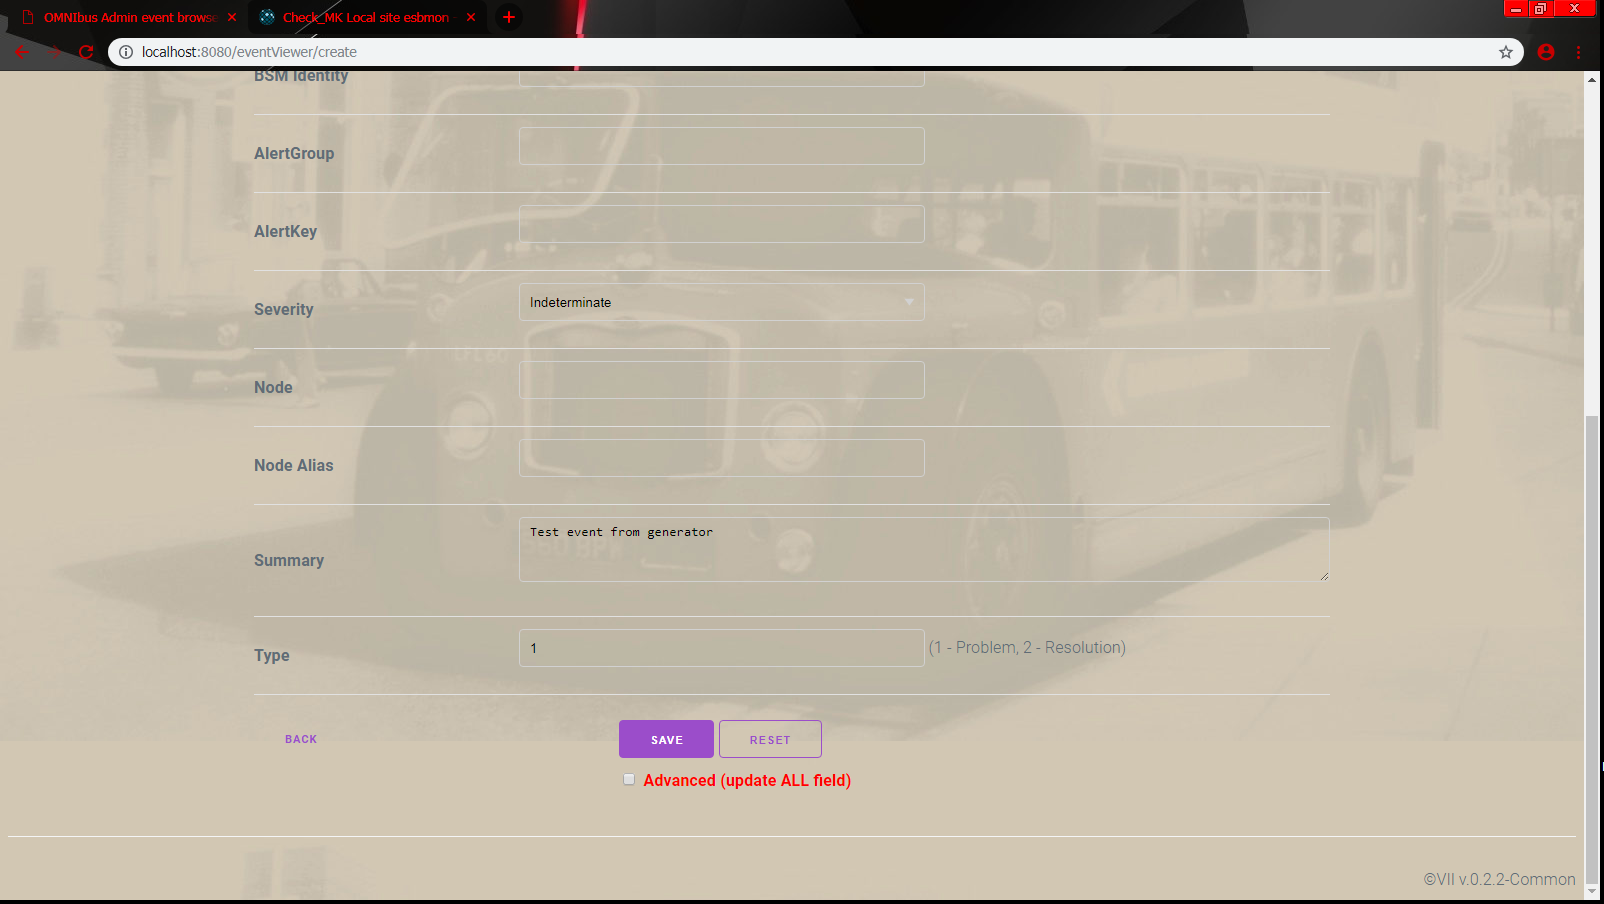 OMNIbus Admin event browse
Check_MK Local site esbmon
localhost:8080/eventViewer/create
BSM Identity
AlertGroup
AlertKey
Severity
Indeterminate
Node
Node Alias
Summary
Test event from generator
Type
1
(1 - Problem, 2 - Resolution)
BACK
SAVE
RESET
Advanced (update ALL field)
©VII v.0.2.2-Common